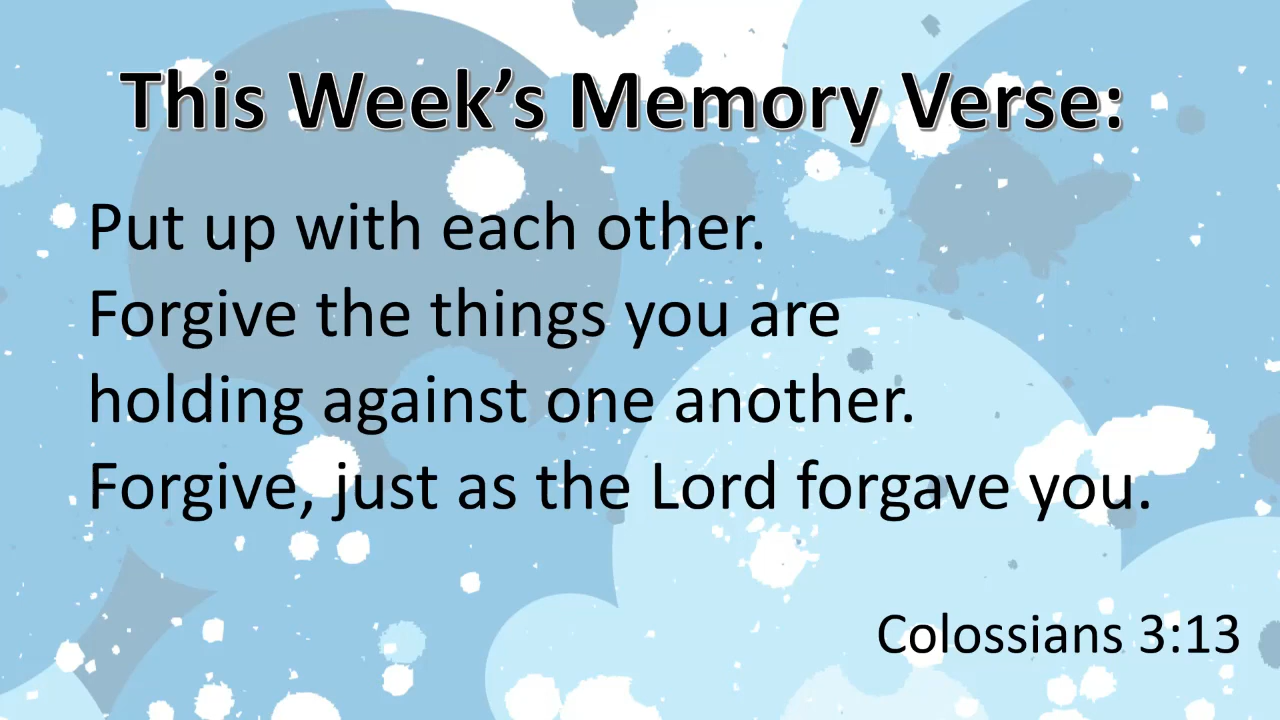 This Week’s Memory Verse:
Put up with each other.
Forgive the things you are
holding against one another.
Forgive, just as the Lord forgave you.
Colossians 3:13